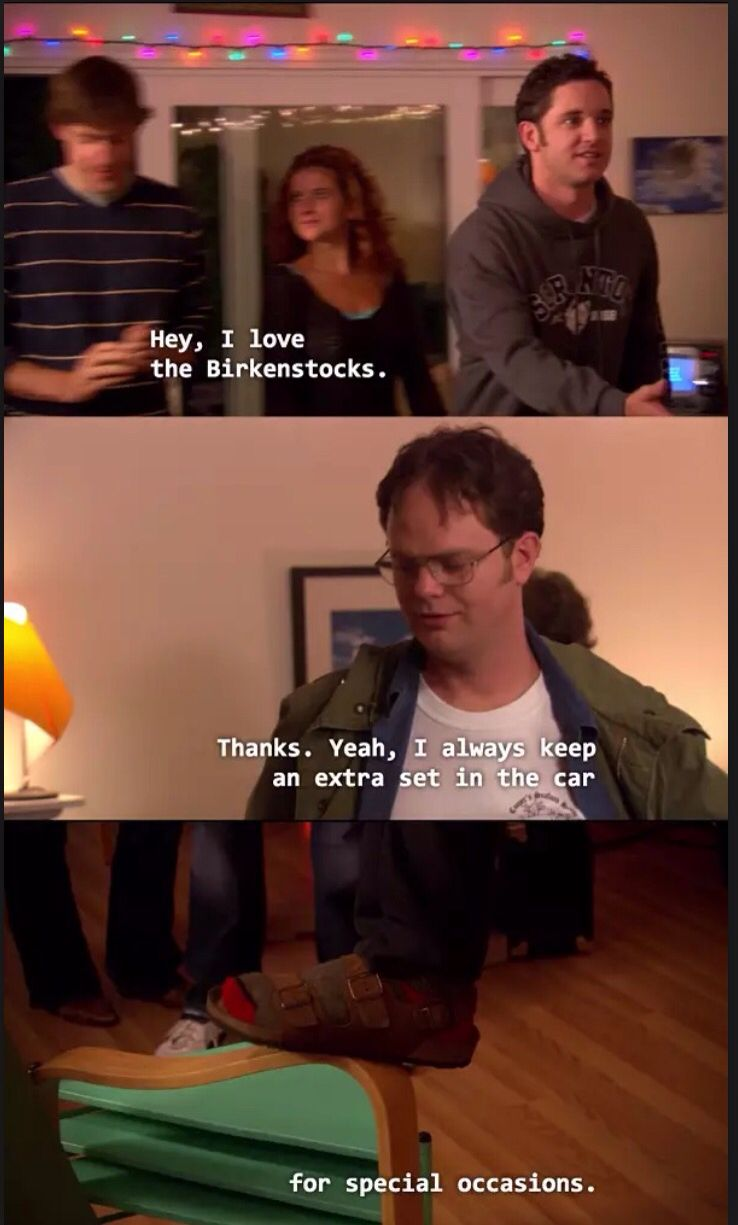 Hey, I love
the Birkenstocks.
Thanks. Yeah, I always keep
an extra set in the car
for special occasions.